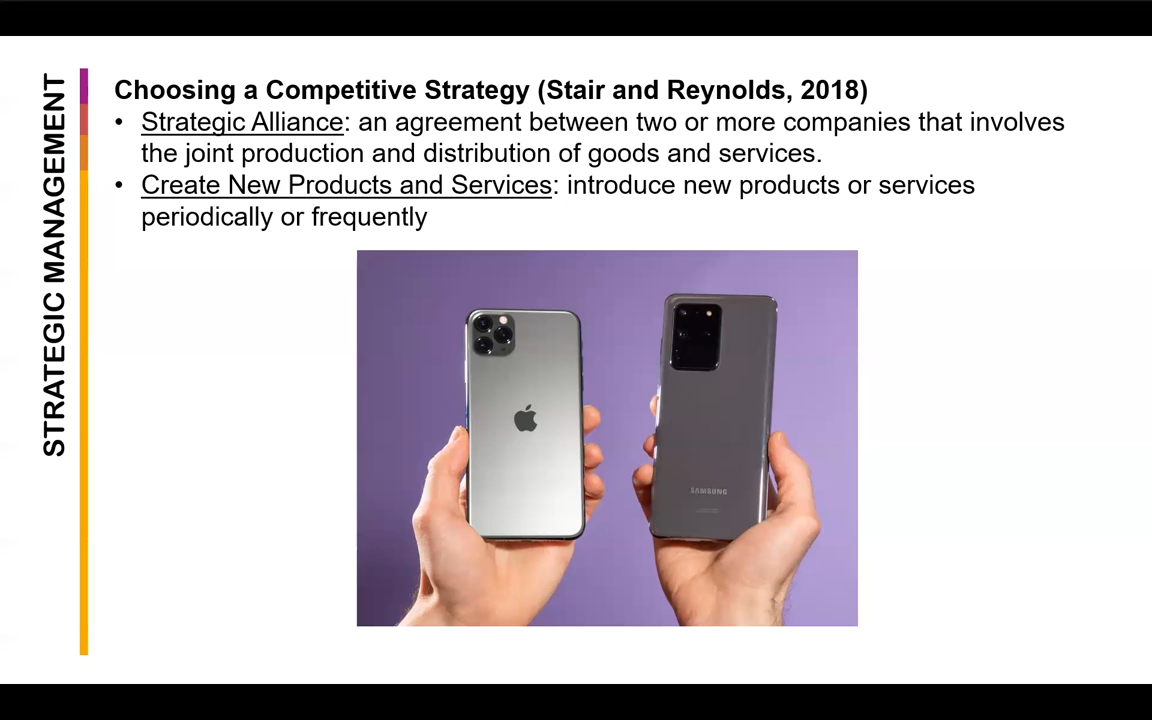 STRATEGIC MANAGEMENT
Choosing a Competitive Strategy (Stair and Reynolds, 2018)
• Strategic Alliance: an agreement between two or more companies that involves
the joint production and distribution of goods and services.
• Create New Products and Services: introduce new products or services
periodically or frequently
SAMSUNG